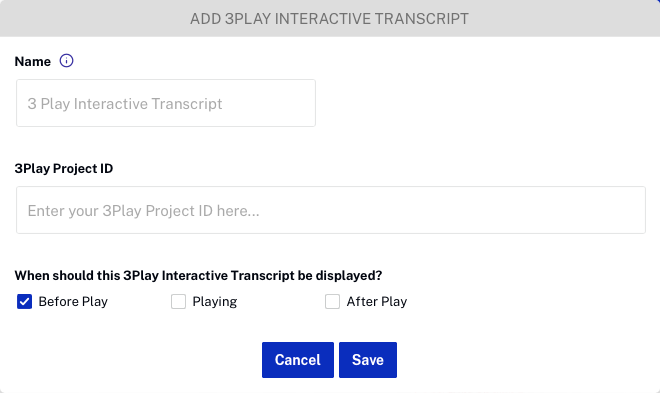 ADD 3PLAY INTERACTIVE TRANSCRIPT
Name
3 Play Interactive Transcript
3Play Project ID
Enter your 3Play Project ID here...
When should this 3Play Interactive Transcript be displayed?
Before Play Playing After Play
Cancel Save